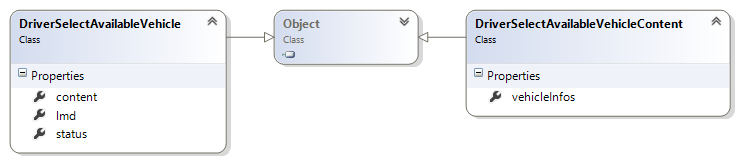 DriverSelectAvailableVehicle
Class
Properties
content
lmd
status
Object
Class
DriverSelectAvailableVehicleContent
Class
Properties
vehicleInfos